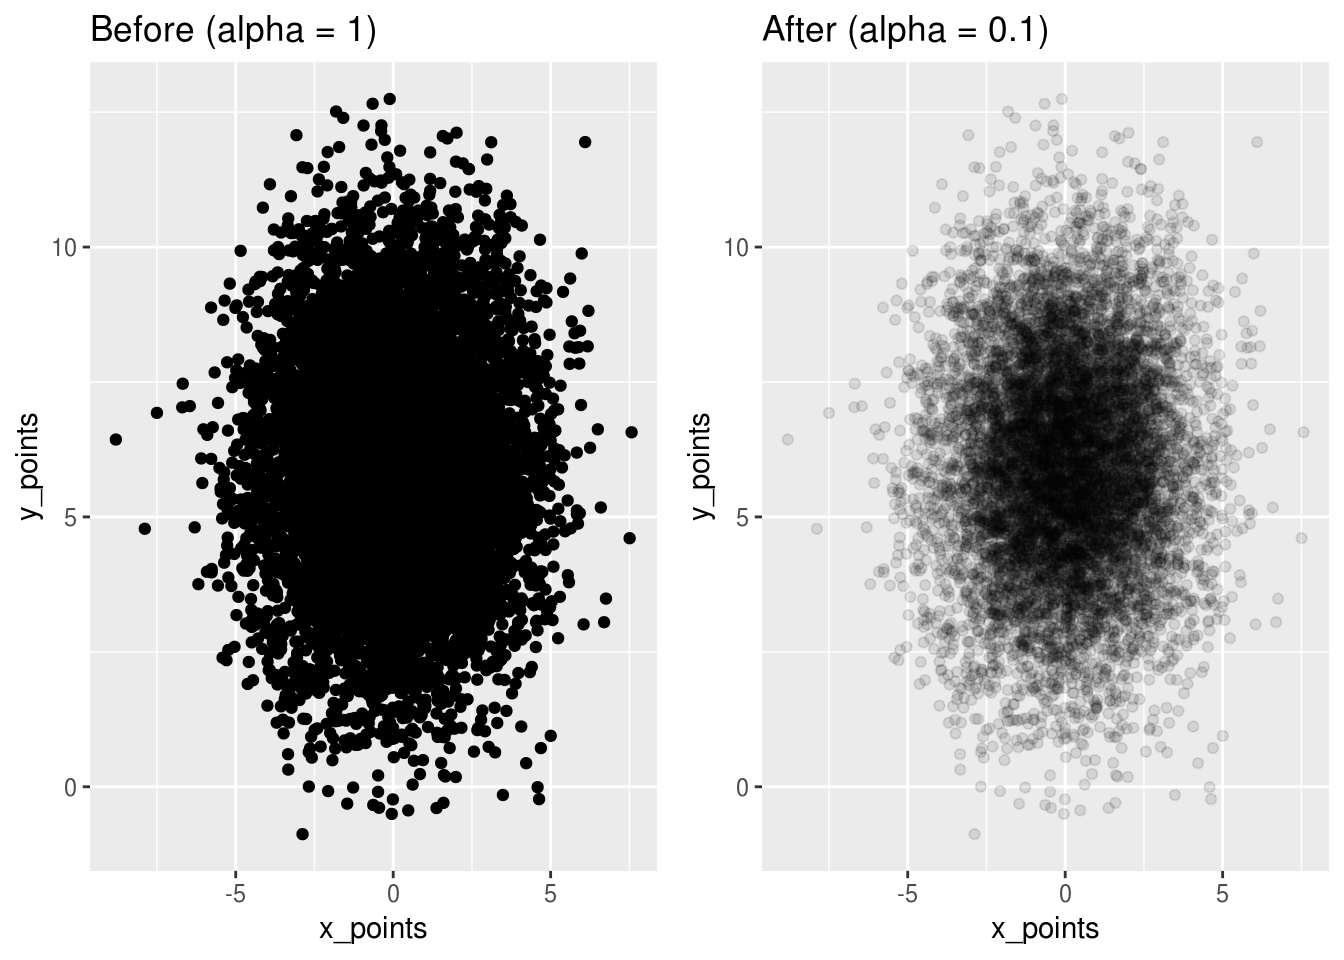 Before (alpha = 1)
y_points
10
5
0
-5 0 5
x_points
After (alpha = 0.1)
y_points
10
5
0
-5 0 5
x_points